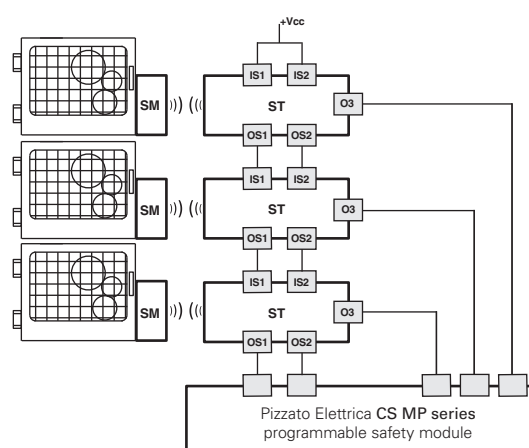 +Vcc
IS1 IS2
SM ST O3
OS1 OS2
IS1 IS2
SM ST O3
OS1 OS2
IS1 IS2
SM ST O3
OS1 OS2
Pizzato Elettrica CS MP series
programmable safety module